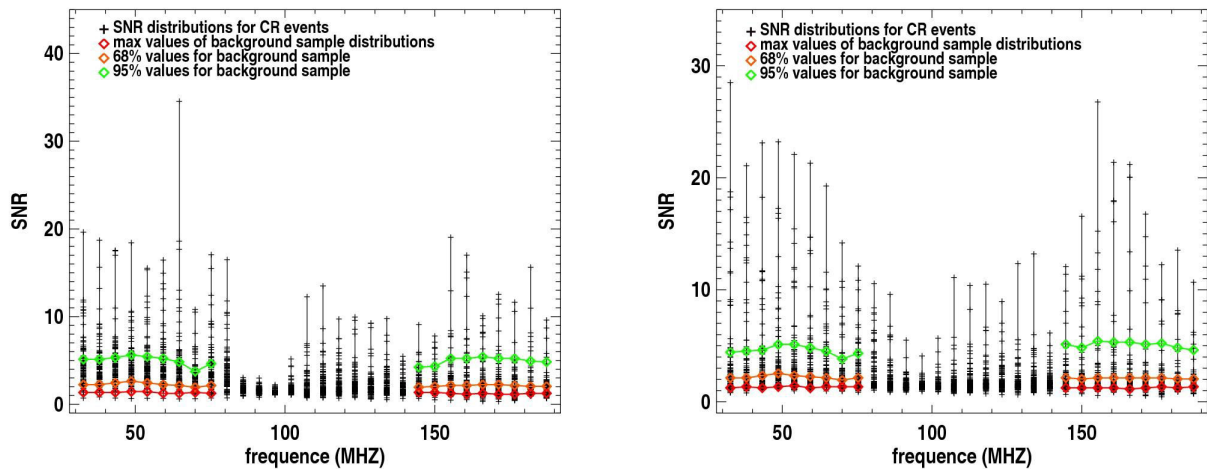 SNR distributions for CR events
max values of background sample distributions
68% values for background sample
95% values for background sample
40
30
20
10
0
SNR
50
100
150
frequence (MHZ)
SNR distributions for CR events
max values of background sample distributions
68% values for background sample
95% values for background sample
30
20
10
0
SNR
50
100
150
frequence (MHZ)